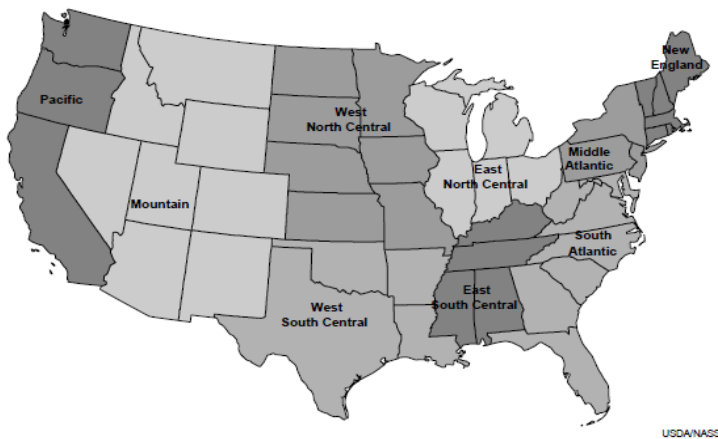 New
England
Pacific
West
North Central
Middle
Atlantic
East
North Central
Mountain
South
Atlantic
East
South Central
West
South Central
USDA/NASS